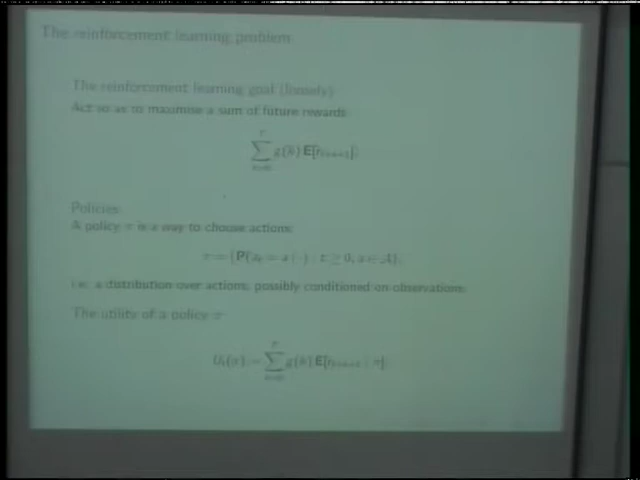 The reinforcement learning problem
The reinforcement learning goal (loosely)
Act so as to maximise a sum of future rewards
Policies
A policy π is a way to choose actions
i.e. a distribution over actions, possibly conditioned on observations.
The utility of a policy π